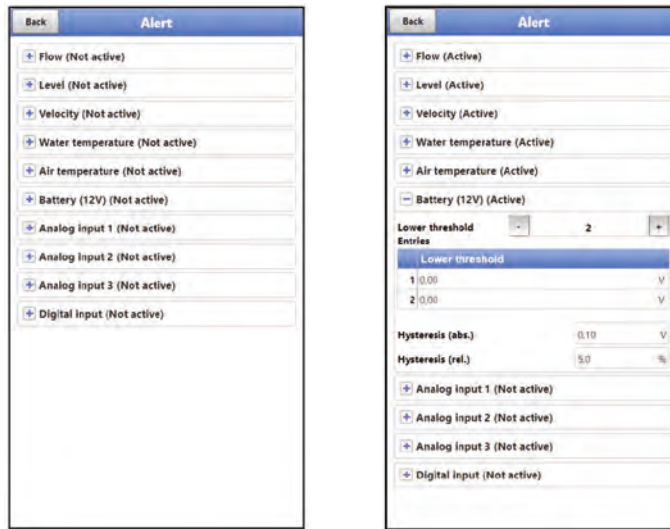 Back Alert
Flow (Not active)
Level (Not active)
Velocity (Not active)
Water temperature (Not active)
Air temperature (Not active)
Battery (12V) (Not active)
Analog input 1 (Not active)
Analog input 2 (Not active)
Analog input 3 (Not active)
Digital input (Not active)
Back Alert
Flow (Active)
Level (Active)
Velocity (Active)
Water temperature (Active)
Air temperature (Active)
Battery (12V) (Active)
Lower threshold - 2 +
Entries
Lower threshold
1 0,00 V
2 0,00 V
Hysteresis (abs.) 0,10 V
Hysteresis (rel.) 5,0 %
Analog input 1 (Not active)
Analog input 2 (Not active)
Analog input 3 (Not active)
Digital input (Not active)